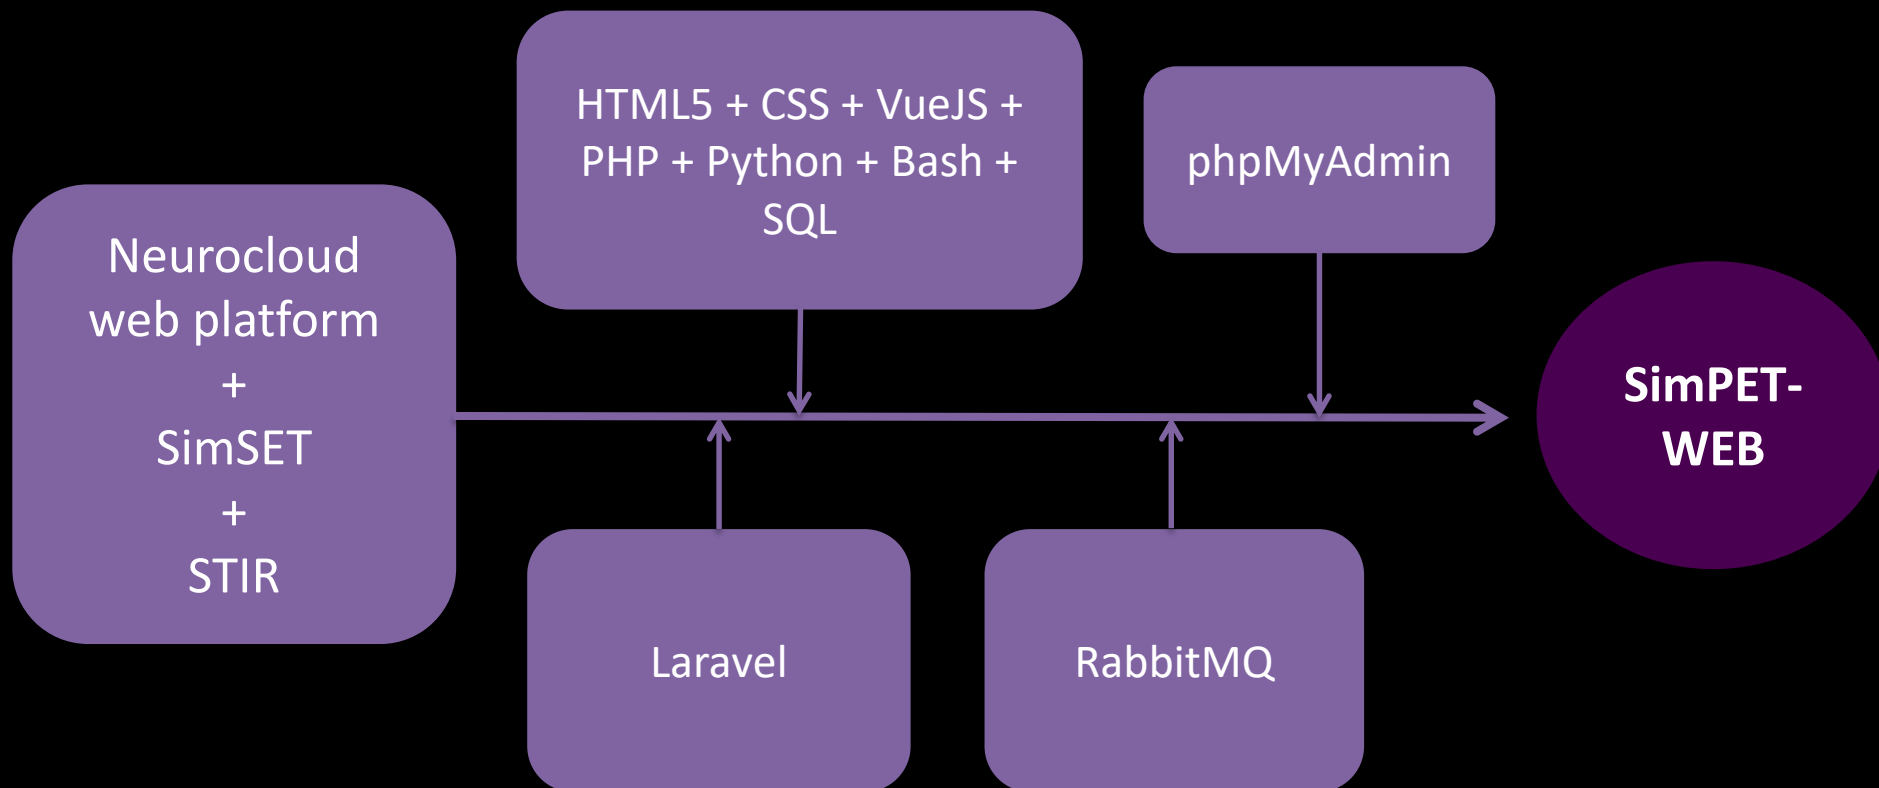 Neurocloud
web platform
+
SimSET
+
STIR
HTML5 + CSS + VueJS +
PHP + Python + Bash +
SQL
phpMyAdmin
Laravel
RabbitMQ
SimPET-
WEB